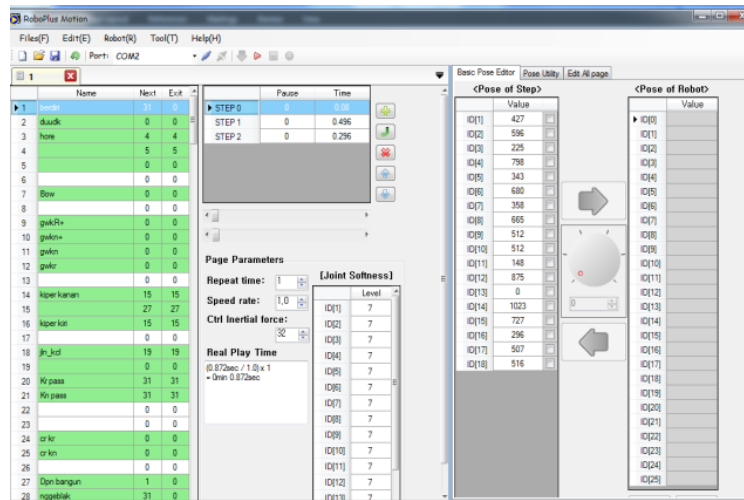 RoboPlus Motion
Files(F) Edit(E) Robot(R) Tool(T) Help(H)
Port: COM2
1
Name Next Exit
1 berdiri 31 0
2 duudk 0 0
3 hore 4 4
4 5 5
5 0 0
6 0 0
7 Bow 0 0
8 0 0
9 gwkR+ 0 0
10 gwkn+ 0 0
11 gwkn 0 0
12 gwkr 0 0
13 0 0
14 kiper kanan 15 15
15 27 27
16 kiper kiri 15 15
17 0 0
18 jln_kcl 19 19
19 0 0
20 Kr pass 31 31
21 Kn pass 31 31
22 0 0
23 0 0
24 cr kr 0 0
25 cr kn 0 0
26 0 0
27 Dpn bangun 1 0
28 nggeblak 31 0
Pause Time
STEP 0 0 0.08
STEP 1 0 0.496
STEP 2 0 0.296
Page Parameters
Repeat time: 1
Speed rate: 1,0
Ctrl Inertial force:
32
Real Play Time
(0.872sec / 1.0) x 1
= 0min 0.872sec
[Joint Softness]
Level
ID[1] 7
ID[2] 7
ID[3] 7
ID[4] 7
ID[5] 7
ID[6] 7
ID[7] 7
ID[8] 7
ID[9] 7
ID[10] 7
ID[11] 7
ID[12] 7
ID[13] 7
Basic Pose Editor Pose Utility Edit All page
<Pose of Step>
Value
ID[1] 427
ID[2] 596
ID[3] 225
ID[4] 798
ID[5] 343
ID[6] 680
ID[7] 358
ID[8] 665
ID[9] 512
ID[10] 512
ID[11] 148
ID[12] 875
ID[13] 0
ID[14] 1023
ID[15] 727
ID[16] 296
ID[17] 507
ID[18] 516
0
<Pose of Robot>
Value
ID[0]
ID[1]
ID[2]
ID[3]
ID[4]
ID[5]
ID[6]
ID[7]
ID[8]
ID[9]
ID[10]
ID[11]
ID[12]
ID[13]
ID[14]
ID[15]
ID[16]
ID[17]
ID[18]
ID[19]
ID[20]
ID[21]
ID[22]
ID[23]
ID[24]
ID[25]